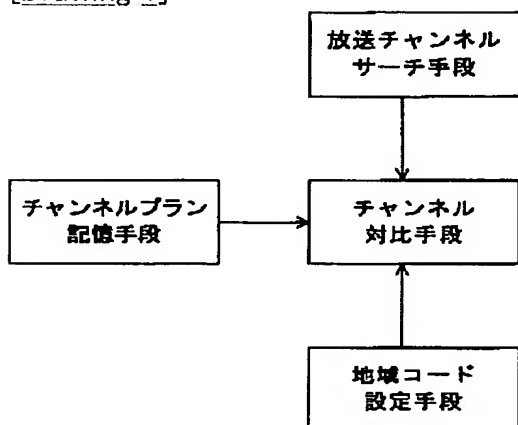 放送チャンネル
サーチ手段
チャンネルプラン
記憶手段
チャンネル
対比手段
地域コード
設定手段